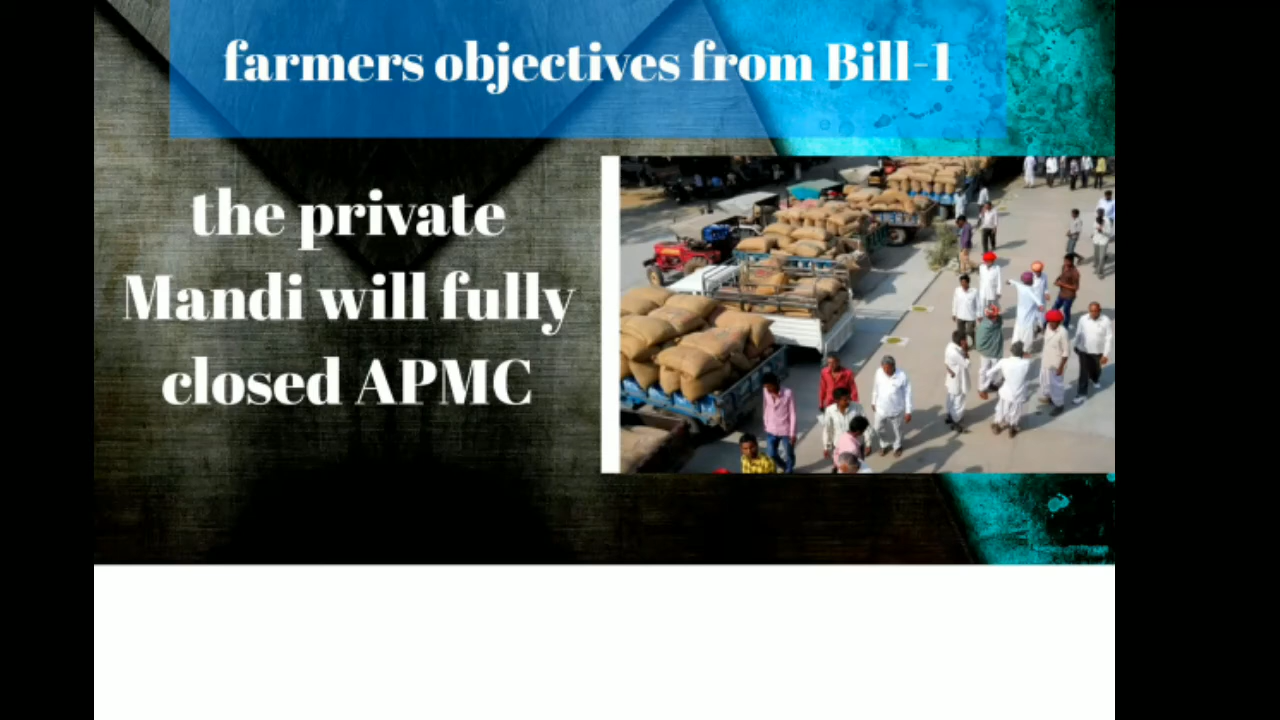 farmers objectives from Bill-1
the private
Mandi will fully
closed APMC